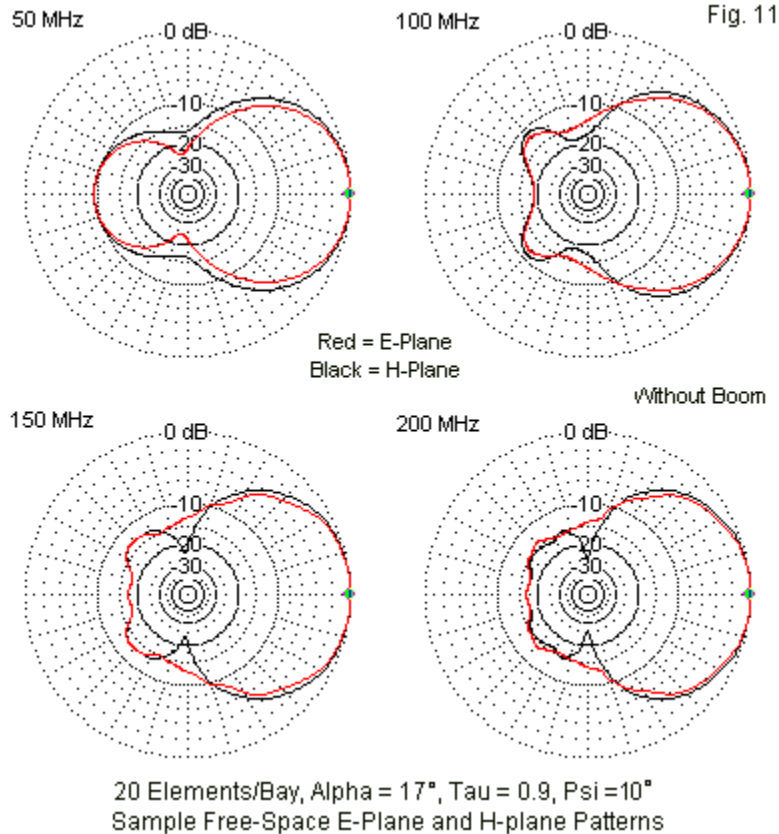 50 MHz
100 MHz
Fig. 11
0 dB
0 dB
-10
-10
20
20
-30
-30
Red = E-Plane
Black = H-Plane
Without Boom
150 MHz
200 MHz
0 dB
0 dB
-10
-10
20
20
30
30
20 Elements/Bay, Alpha = 17°, Tau = 0.9, Psi =10°
Sample Free-Space E-Plane and H-plane Patterns